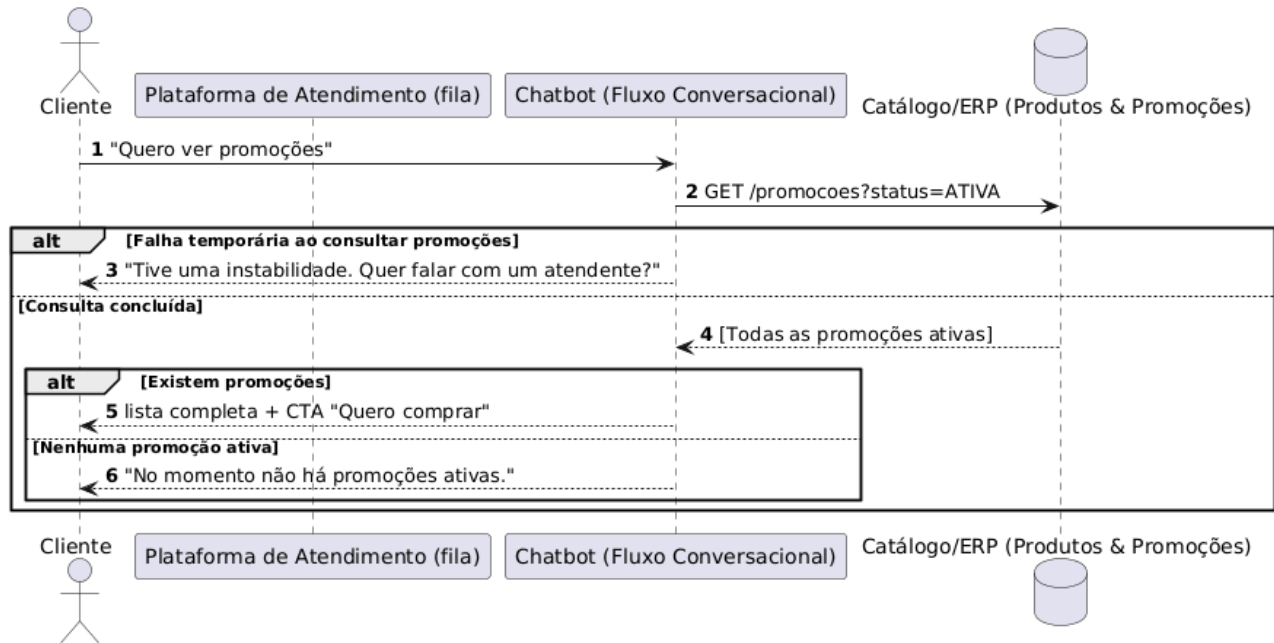 Cliente
Plataforma de Atendimento (fila)
Chatbot (Fluxo Conversacional)
Catálogo/ERP (Produtos & Promoções)
1 "Quero ver promoções"
2 GET /promocoes?status=ATIVA
alt [Falha temporária ao consultar promoções]
3 "Tive uma instabilidade. Quer falar com um atendente?"
[Consulta concluída]
4 [Todas as promoções ativas]
alt [Existem promoções]
5 lista completa + CTA "Quero comprar"
[Nenhuma promoção ativa]
6 "No momento não há promoções ativas."
Cliente
Plataforma de Atendimento (fila)
Chatbot (Fluxo Conversacional)
Catálogo/ERP (Produtos & Promoções)